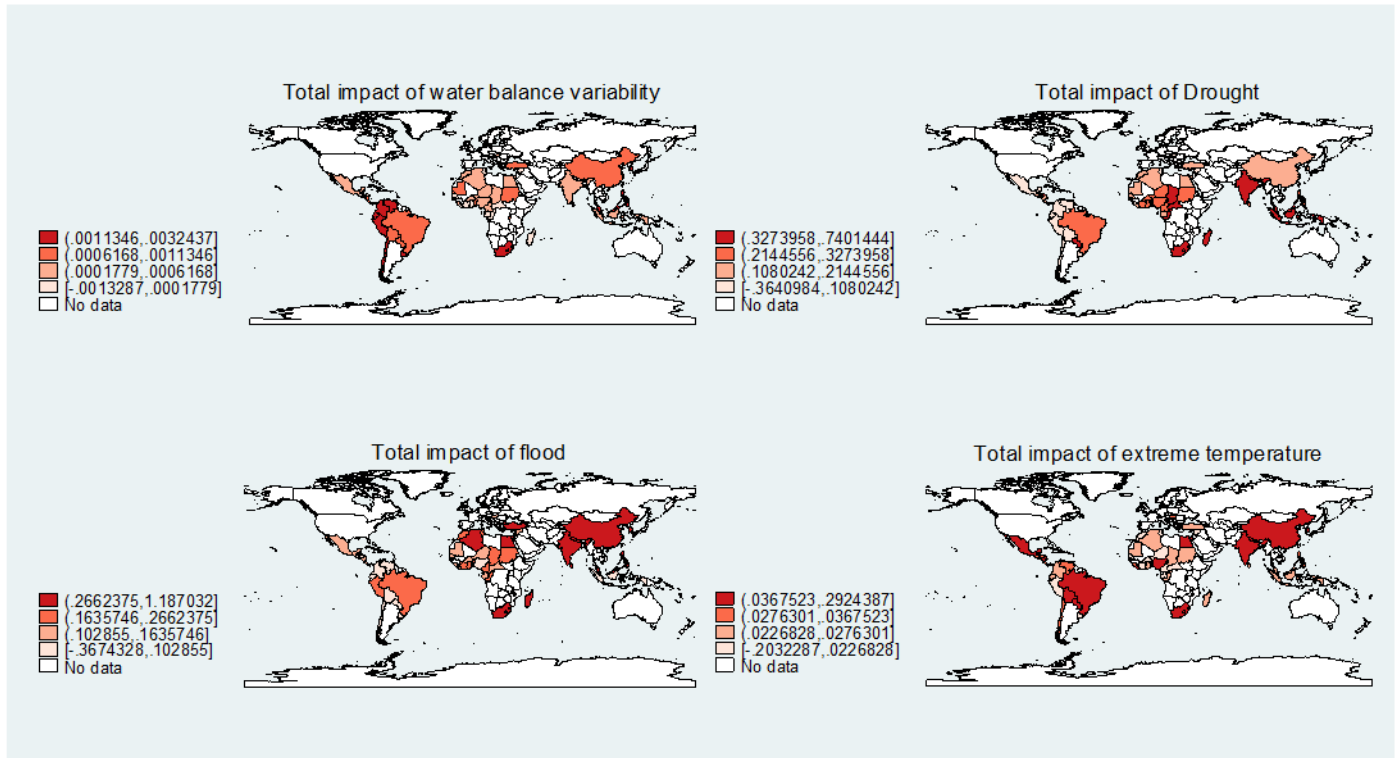 Total impact of water balance variability
(.0011346,.0032437]
(.0006168,.0011346]
(.0001779,.0006168]
[-.0013287,.0001779]
No data
Total impact of Drought
(.3273958,.7401444]
(.2144556,.3273958]
(.1080242,.2144556]
[-.3640984,.1080242]
No data
Total impact of flood
(.2662375,1.187032]
(.1635746,.2662375]
(.102855,.1635746]
[-.3674328,.102855]
No data
Total impact of extreme temperature
(.0367523,.2924387]
(.0276301,.0367523]
(.0226828,.0276301]
[-.2032287,.0226828]
No data